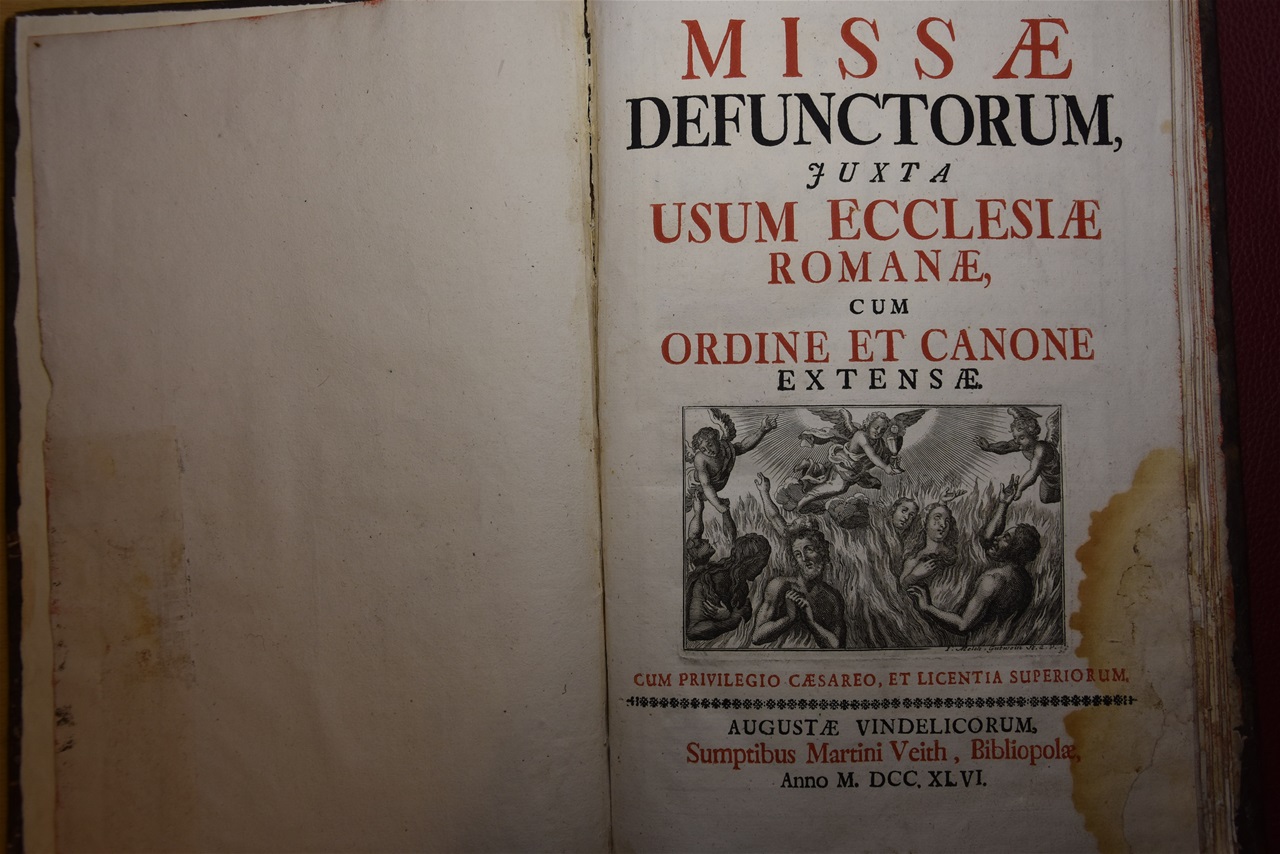 MISSÆ
DEFUNCTORUM,
JUXTA
USUM ECCLESIÆ
ROMANÆ,
CUM
ORDINE ET CANONE
EXTENSÆ.
CUM PRIVILEGIO CÆSAREO, ET LICENTIA SUPERIORUM.
AUGUSTÆ VINDELICORUM,
Sumptibus Martini Veith, Bibliopolæ,
Anno M. DCC. XLVI.